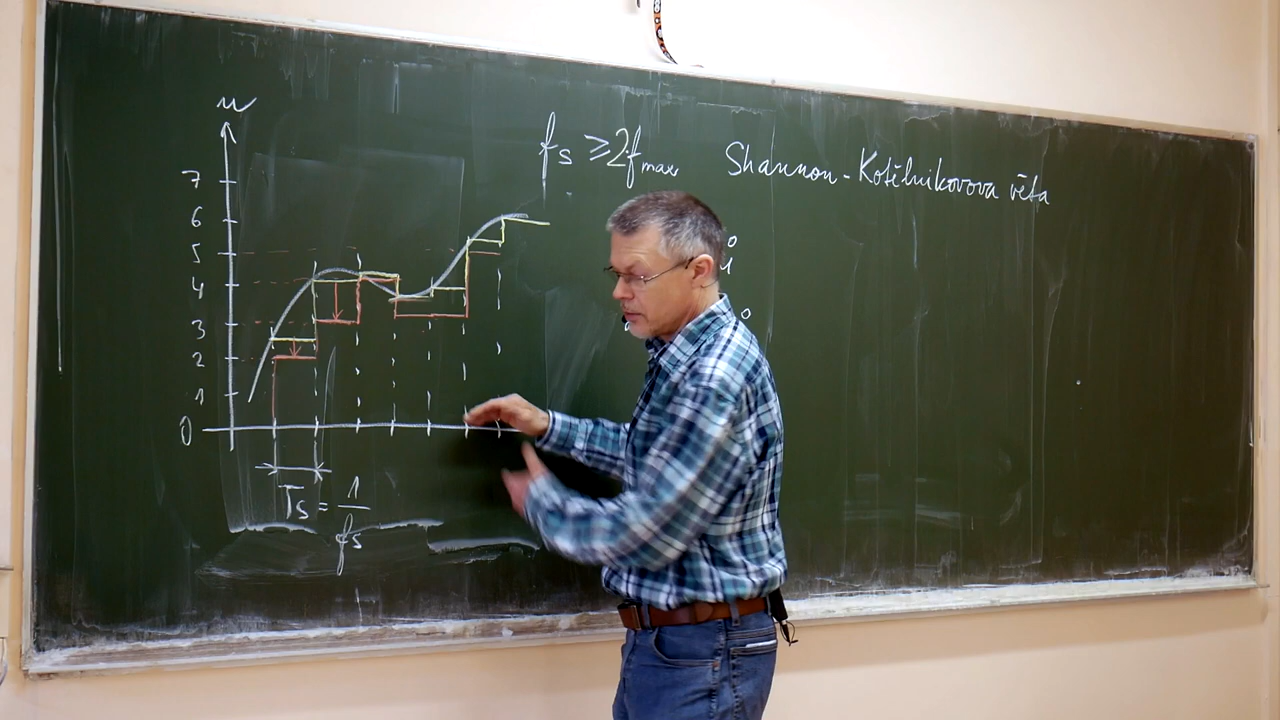 u
fs ≥ 2fmax Shannon - Kotělnikovova věta
7
6
5
4
3
2
1
0
Ts = 1/fs